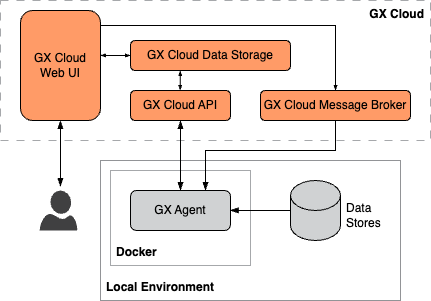 GX Cloud
GX Cloud
Web UI
GX Cloud Data Storage
GX Cloud API
GX Cloud Message Broker
GX Agent
Data
Stores
Docker
Local Environment